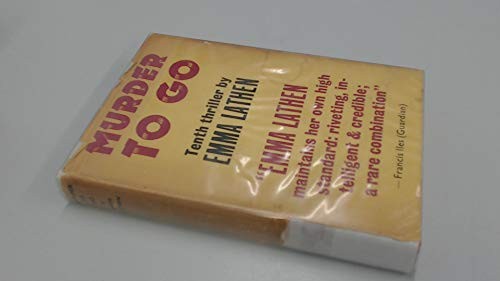 MURDER
TO GO
Tenth thriller by
EMMA LATHEN
"EMMA LATHEN
maintains her own high
standard: riveting, in-
telligent & credible;
a rare combination"
— Francis Iles (Guardian)